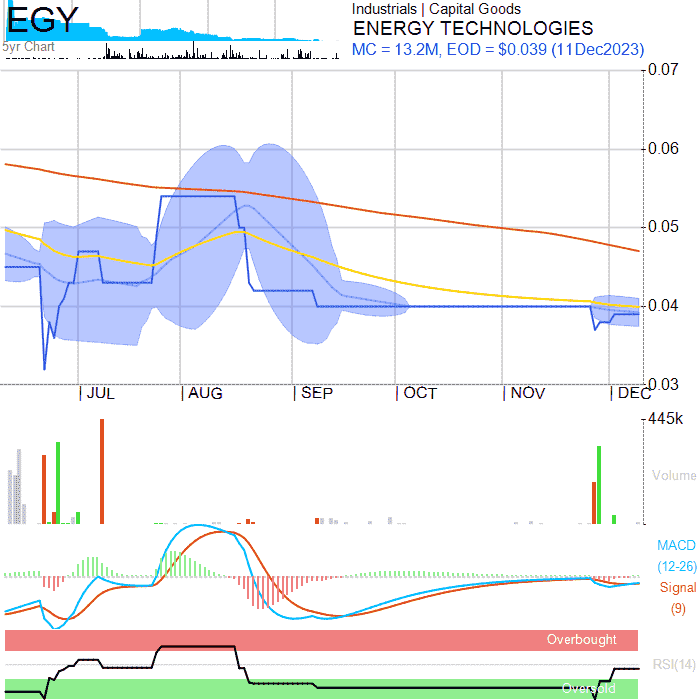 EGY
5yr Chart
Industrials | Capital Goods
ENERGY TECHNOLOGIES
MC = 13.2M, EOD = $0.039 (11Dec2023)
0.07
0.06
0.05
0.04
0.03
JUL AUG SEP OCT NOV DEC
445k
Volume
MACD
(12-26)
Signal
(9)
Overbought
RSI(14)
Oversold